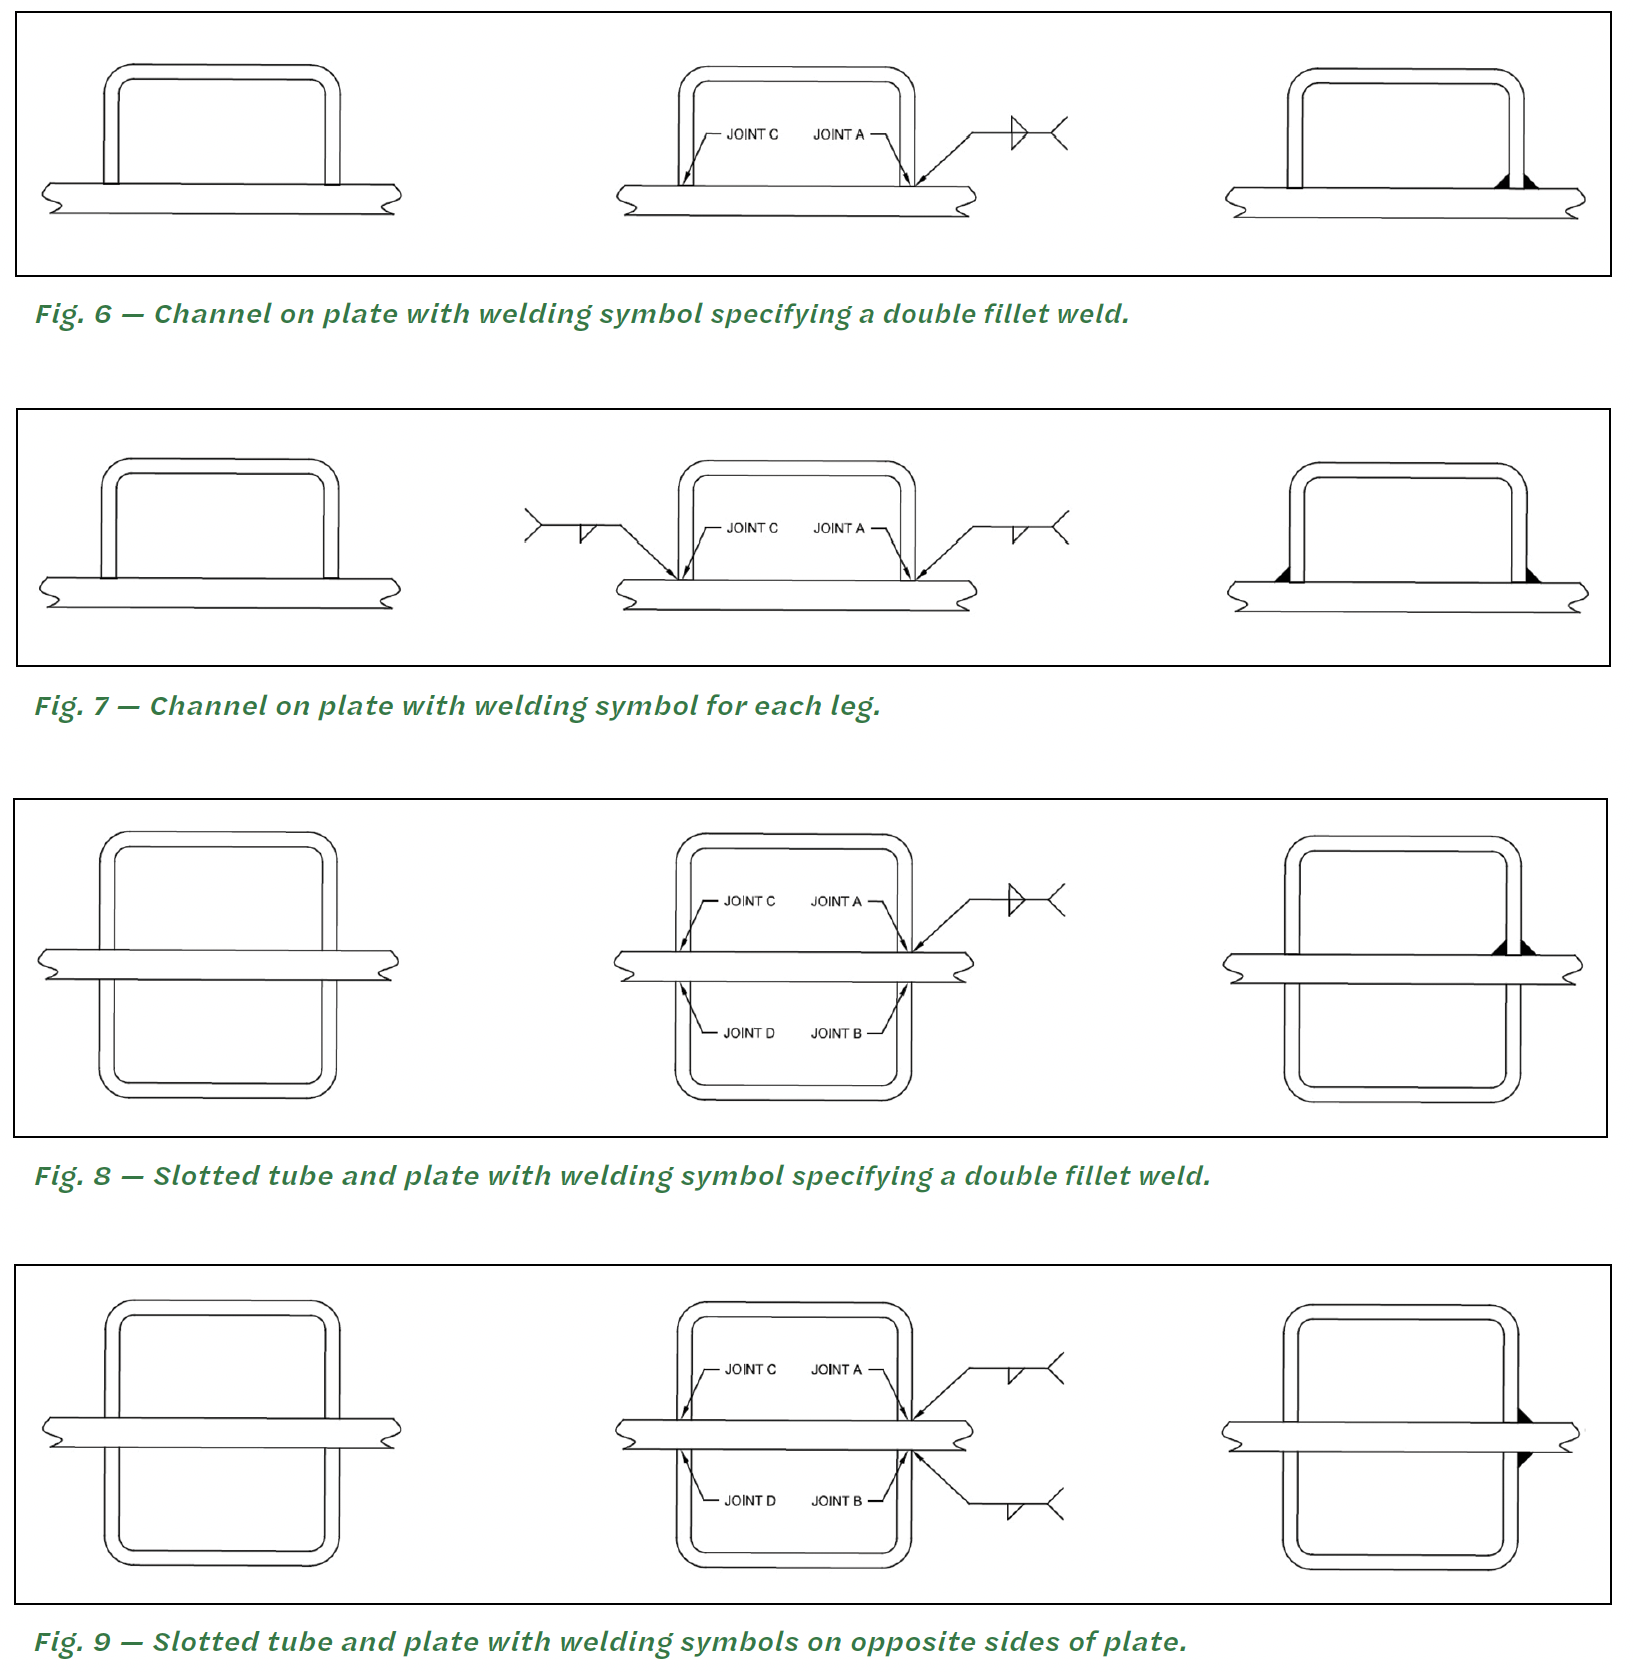 JOINT C JOINT A
Fig. 6 — Channel on plate with welding symbol specifying a double fillet weld.
JOINT C JOINT A
Fig. 7 — Channel on plate with welding symbol for each leg.
JOINT C JOINT A
JOINT D JOINT B
Fig. 8 — Slotted tube and plate with welding symbol specifying a double fillet weld.
JOINT C JOINT A
JOINT D JOINT B
Fig. 9 — Slotted tube and plate with welding symbols on opposite sides of plate.